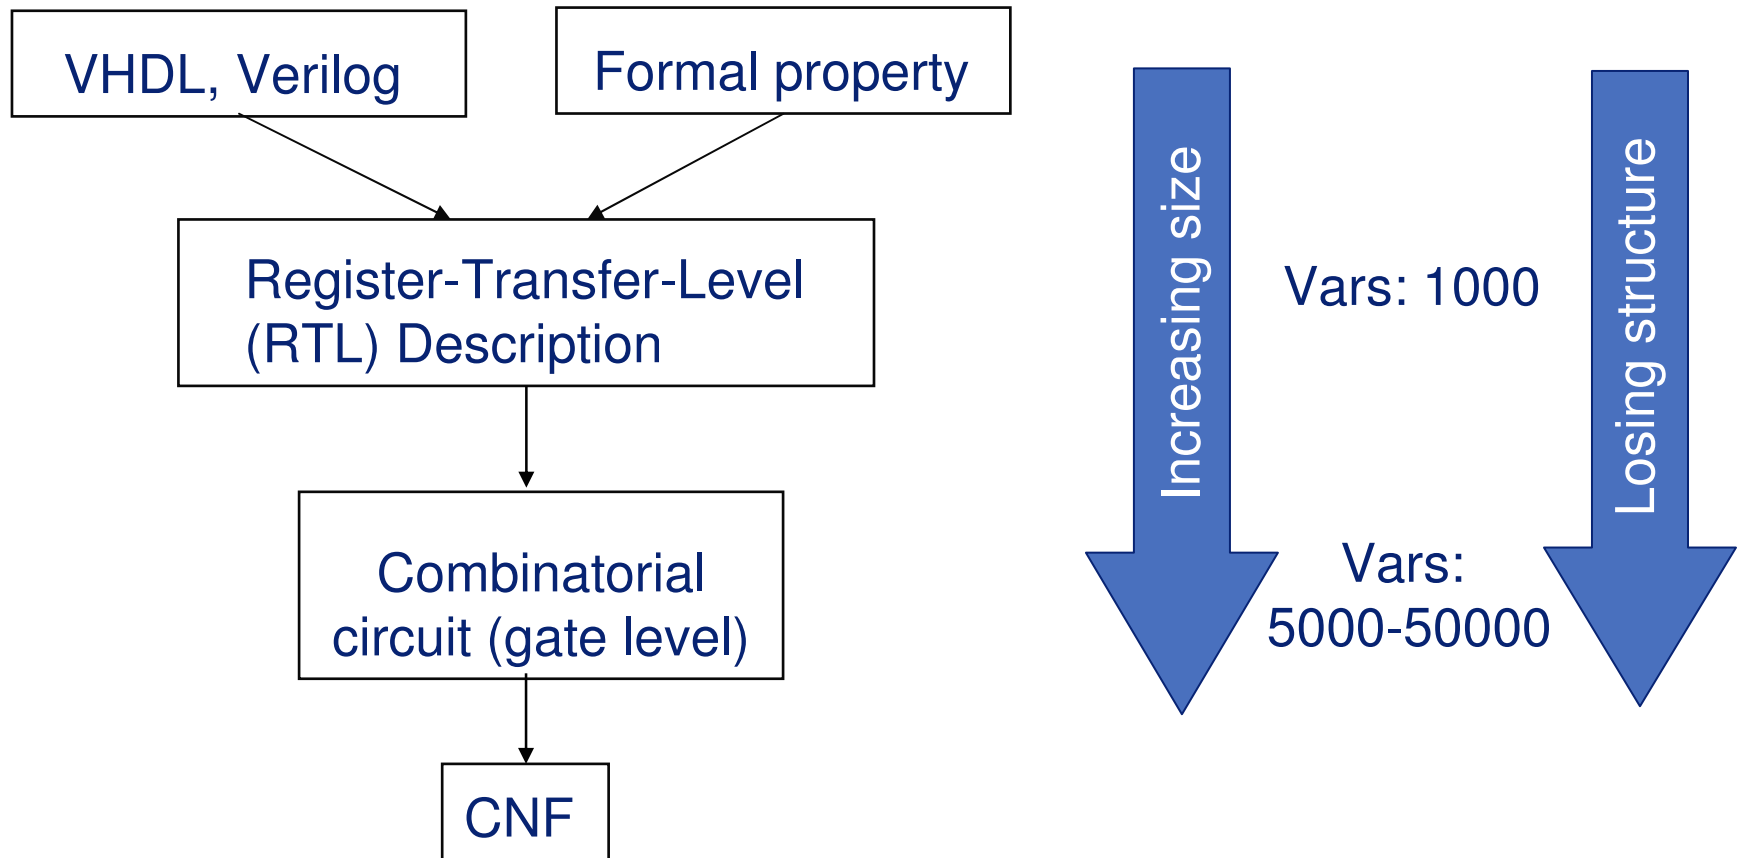 VHDL, Verilog
Formal property
Register-Transfer-Level
(RTL) Description
Combinatorial
circuit (gate level)
CNF
Increasing size
Vars: 1000
Vars:
5000-50000
Losing structure